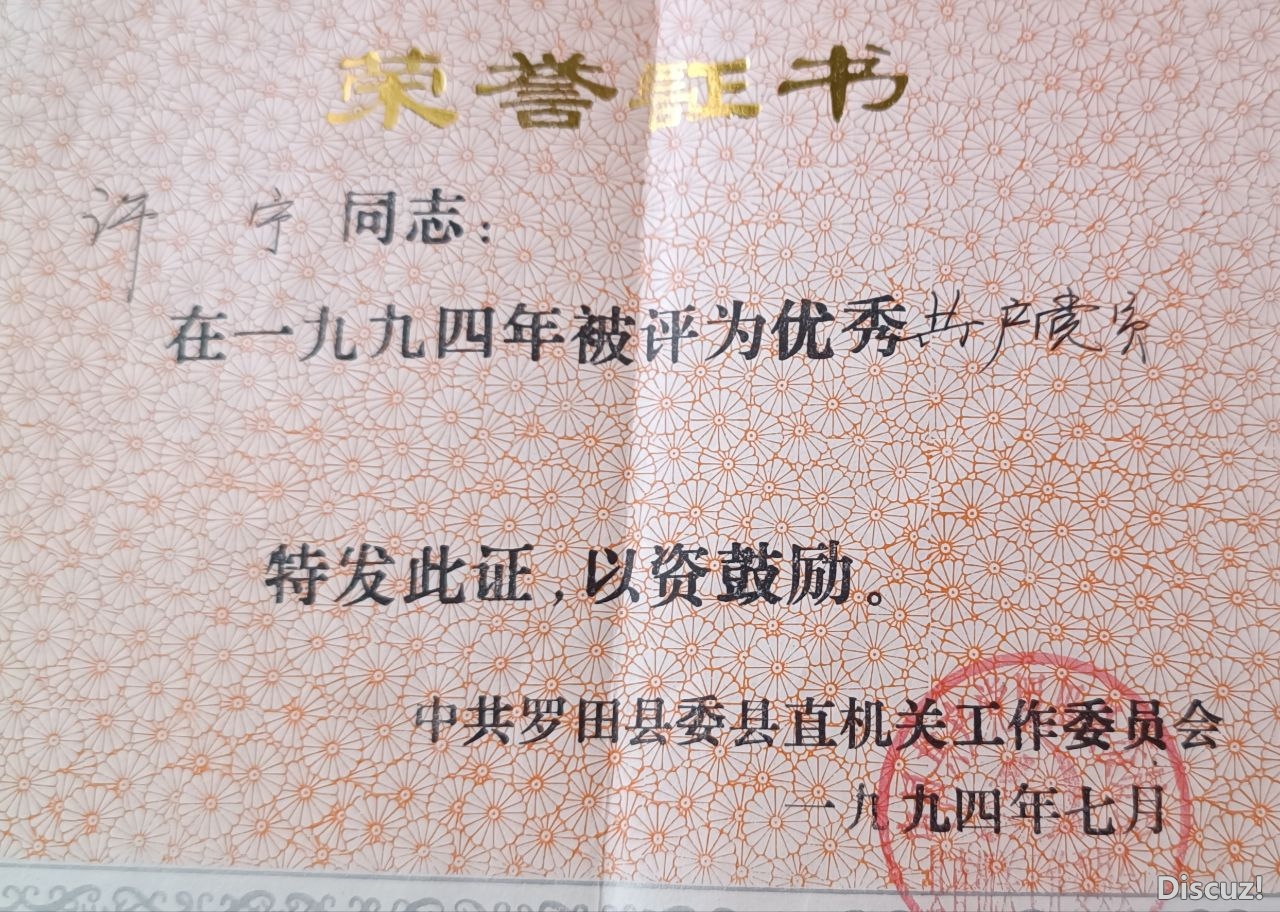 荣誉証书
许宁同志：
在一九九四年被评为优秀共产党员
特发此证，以资鼓励。
中共罗田县委县直机关工作委员会
一九九四年七月
Discuz!